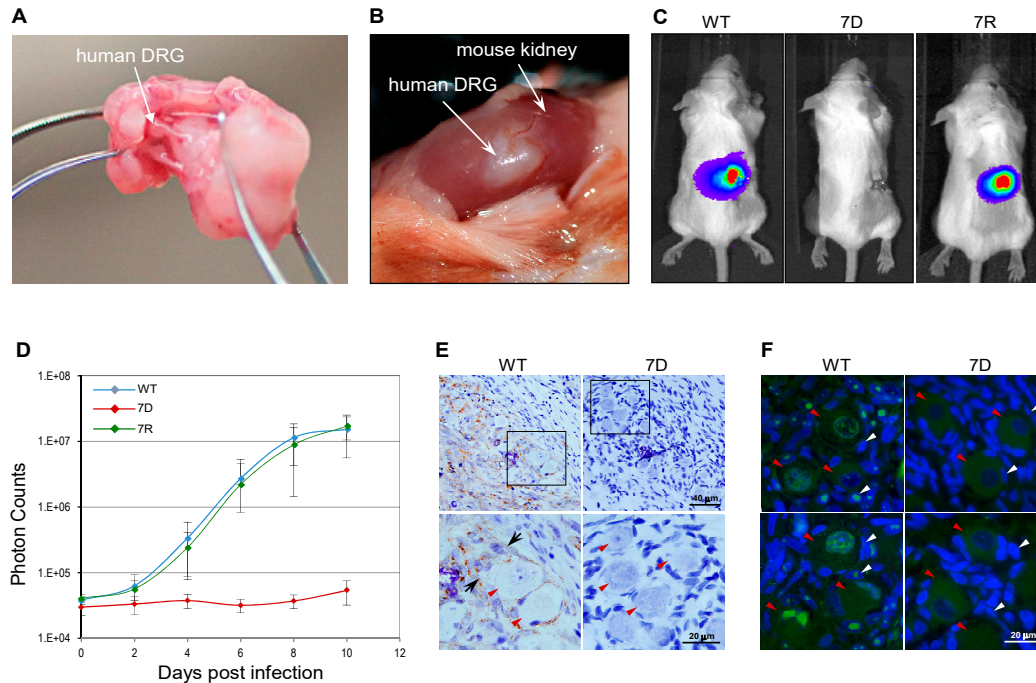 A
human DRG
B
mouse kidney
human DRG
C
WT
7D
7R
D
WT
7D
7R
1.E+08
1.E+07
1.E+06
1.E+05
1.E+04
Photon Counts
0
2
4
6
8
10
12
Days post infection
E
WT
7D
40 µm
20 µm
F
WT
7D
20 µm